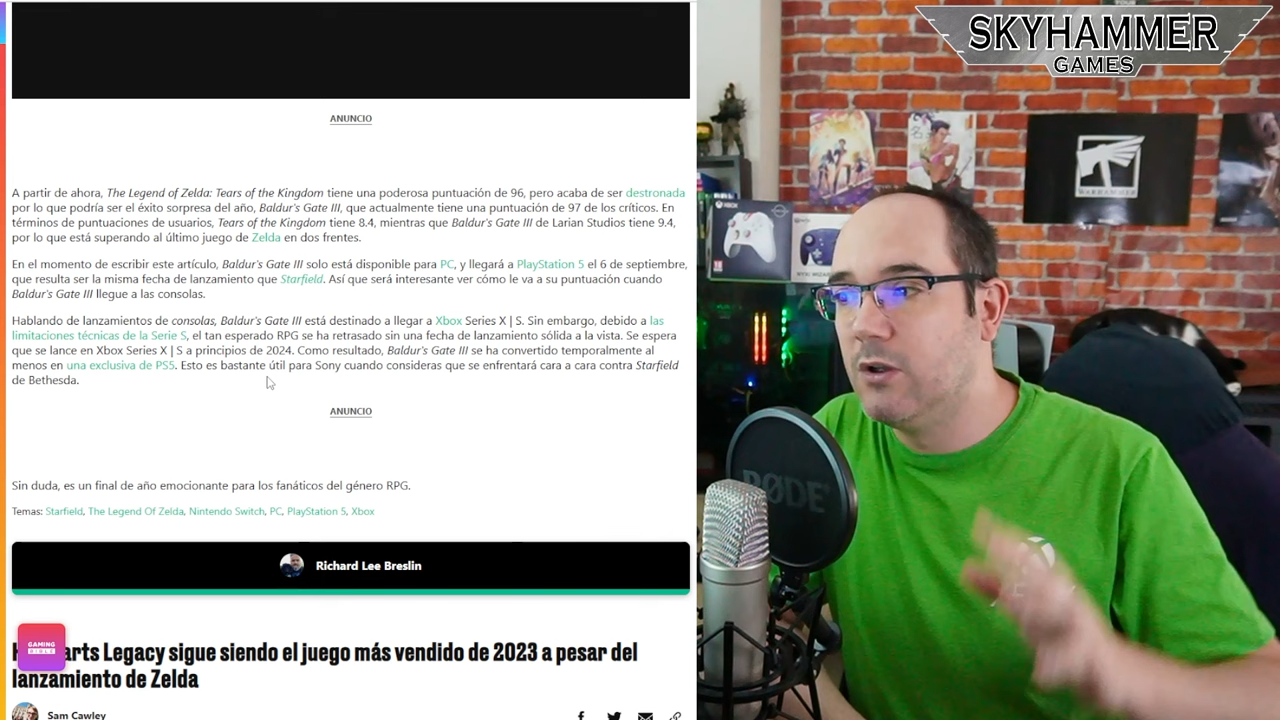 SKYHAMMER
GAMES
ANUNCIO
A partir de ahora, The Legend of Zelda: Tears of the Kingdom tiene una poderosa puntuación de 96, pero acaba de ser destronada
por lo que podría ser el éxito sorpresa del año, Baldur's Gate III, que actualmente tiene una puntuación de 97 de los críticos. En
términos de puntuaciones de usuarios, Tears of the Kingdom tiene 8.4, mientras que Baldur's Gate III de Larian Studios tiene 9.4,
por lo que está superando al último juego de Zelda en dos frentes.
En el momento de escribir este artículo, Baldur's Gate III solo está disponible para PC, y llegará a PlayStation 5 el 6 de septiembre,
que resulta ser la misma fecha de lanzamiento que Starfield. Así que será interesante ver cómo le va a su puntuación cuando
Baldur's Gate III llegue a las consolas.
Hablando de lanzamientos de consolas, Baldur's Gate III está destinado a llegar a Xbox Series X | S. Sin embargo, debido a las
limitaciones técnicas de la Serie S, el tan esperado RPG se ha retrasado sin una fecha de lanzamiento sólida a la vista. Se espera
que se lance en Xbox Series X | S a principios de 2024. Como resultado, Baldur's Gate III se ha convertido temporalmente al
menos en una exclusiva de PS5. Esto es bastante útil para Sony cuando consideras que se enfrentará cara a cara contra Starfield
de Bethesda.
ANUNCIO
Sin duda, es un final de año emocionante para los fanáticos del género RPG.
Temas: Starfield, The Legend Of Zelda, Nintendo Switch, PC, PlayStation 5, Xbox
Richard Lee Breslin
GAMING
BIBLE
arts Legacy sigue siendo el juego más vendido de 2023 a pesar del
lanzamiento de Zelda
Sam Cawley
WARHAMMER
XBOX
RØDE